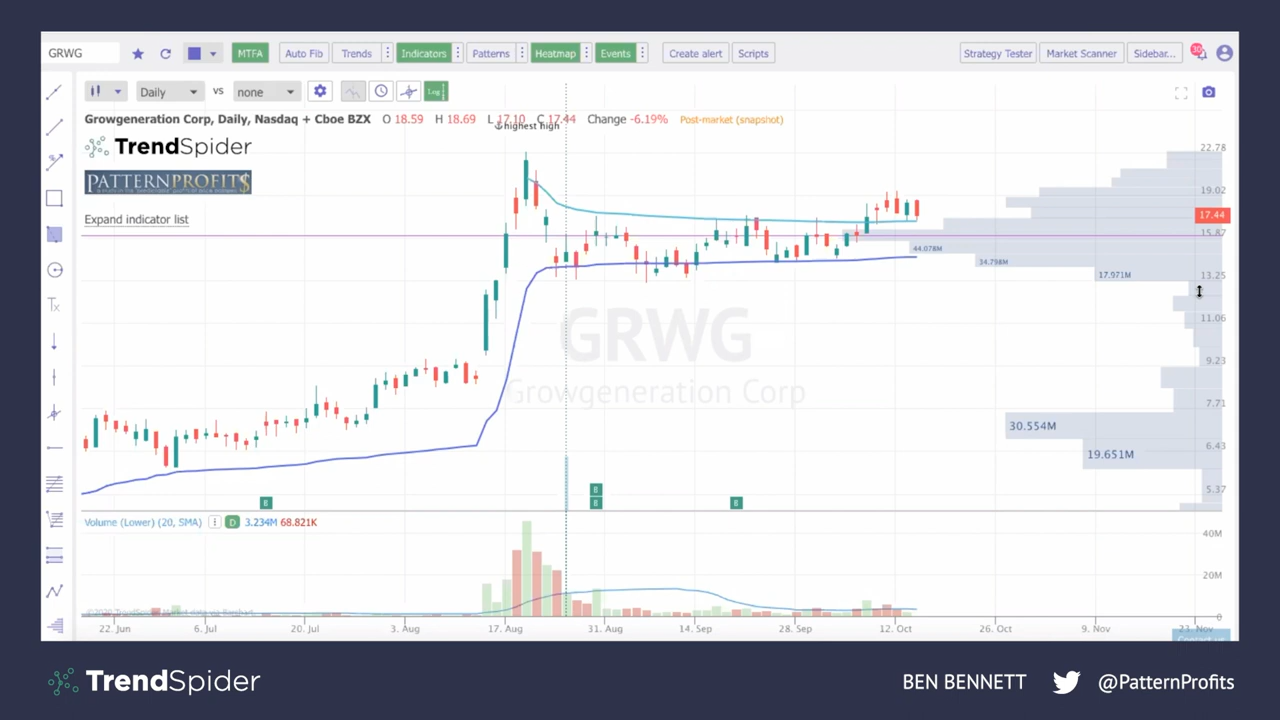 GRWG
MTFA
Auto Fib
Trends
Indicators
Patterns
Heatmap
Events
Create alert
Scripts
Strategy Tester
Market Scanner
Sidebar...
30
Daily
vs
none
Log
Growgeneration Corp, Daily, Nasdaq + Cboe BZX O 18.59 H 18.69 L 17.10 C 17.44 Change -6.19% Post-market (snapshot)
highest high
TrendSpider
PATTERNPROFIT$
Expand indicator list
22.78
19.02
17.44
15.87
44.078M
34.798M
17.971M
13.25
11.06
GRWG
Growgeneration Corp
9.23
7.71
30.554M
6.43
19.651M
5.37
Volume (Lower) (20, SMA) D 3.234M 68.821K
40M
20M
0
22. Jun 6. Jul 20. Jul 3. Aug 17. Aug 31. Aug 14. Sep 28. Sep 12. Oct 26. Oct 9. Nov 23. Nov
TrendSpider
BEN BENNETT
@PatternProfits